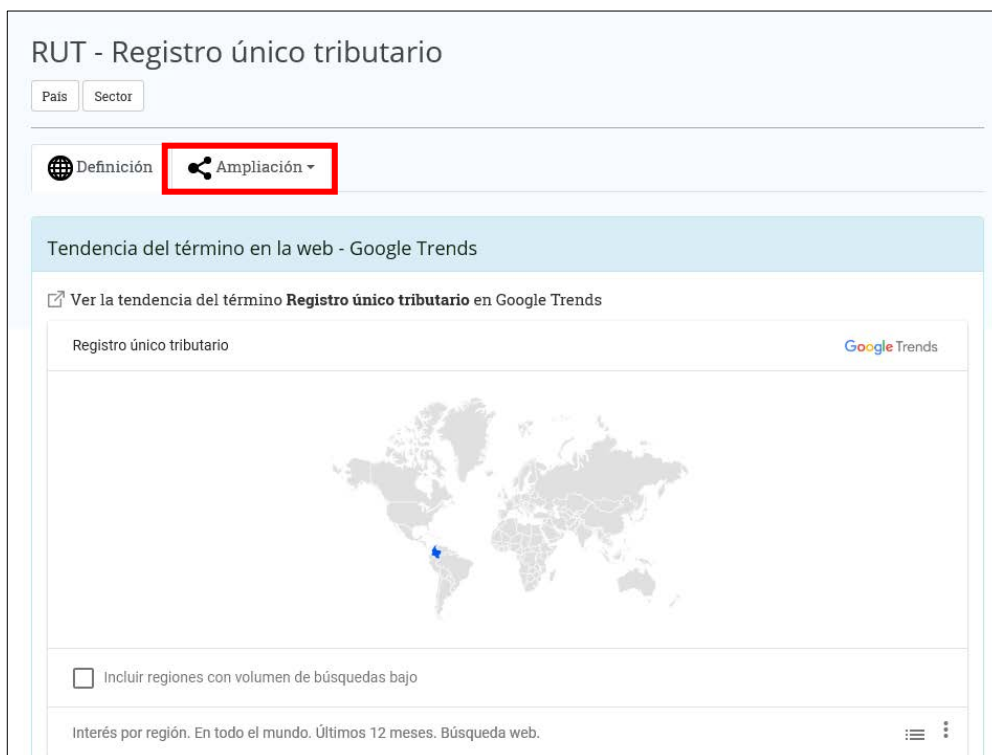 RUT - Registro único tributario
País Sector
Definición Ampliación
Tendencia del término en la web - Google Trends
Ver la tendencia del término Registro único tributario en Google Trends
Registro único tributario Google Trends
Incluir regiones con volumen de búsquedas bajo
Interés por región. En todo el mundo. Últimos 12 meses. Búsqueda web.